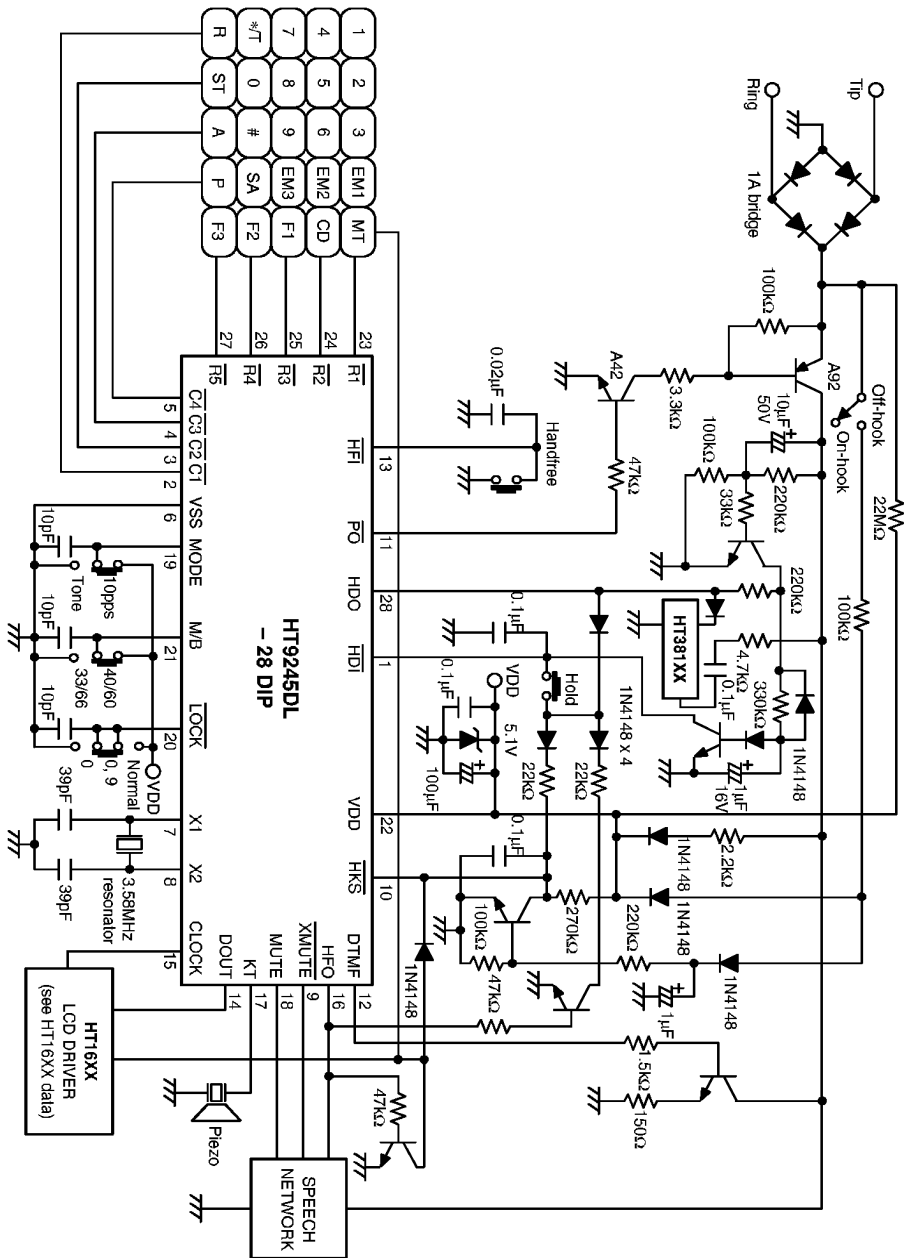 Tip
Ring
1A bridge
100kΩ
A92
Off-hook
On-hook
22MΩ
100kΩ
3.3kΩ
A42
47kΩ
10µF
50V
+
100kΩ
220kΩ
33kΩ
220kΩ
HT381XX
4.7kΩ
0.1µF
330kΩ
1N4148
1µF
16V
+
1N4148 x 4
Handfree
0.02µF
0.1µF
Hold
22kΩ
22kΩ
VDD
0.1µF
5.1V
+
100µF
0.1µF
2.2kΩ
1N4148
1N4148
1N4148
270kΩ
220kΩ
100kΩ
47kΩ
+
1µF
1N4148
1.5kΩ
150Ω
47kΩ
1 2 3 EM1 MT
4 5 6 EM2 CD
7 8 9 EM3 F1
*/T 0 # SA F2
R ST A P F3
23 R1
24 R2
25 R3
26 R4
27 R5
13 HFI
11 PO
28 HDO
1 HDI
22 VDD
10 HKS
12 DTMF
16 HFO
9 XMUTE
18 MUTE
17 KT
14 DOUT
15 CLOCK
HT9245DL
– 28 DIP
C4 5
C3 4
C2 3
C1 2
VSS 6
MODE 19
M/B 21
LOCK 20
X1 7
X2 8
10pF
10pps
Tone
10pF
40/60
33/66
10pF
0, 9
0
Normal
VDD
39pF
39pF
3.58MHz
resonator
HT16XX
LCD DRIVER
(see HT16XX data)
Piezo
SPEECH
NETWORK